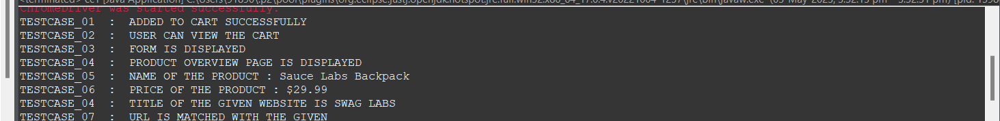 ChromeDriver was started successfully.
TESTCASE_01 : ADDED TO CART SUCCESSFULLY
TESTCASE_02 : USER CAN VIEW THE CART
TESTCASE_03 : FORM IS DISPLAYED
TESTCASE_04 : PRODUCT OVERVIEW PAGE IS DISPLAYED
TESTCASE_05 : NAME OF THE PRODUCT : Sauce Labs Backpack
TESTCASE_06 : PRICE OF THE PRODUCT : $29.99
TESTCASE_04 : TITLE OF THE GIVEN WEBSITE IS SWAG LABS
TESTCASE_07 : URL IS MATCHED WITH THE GIVEN